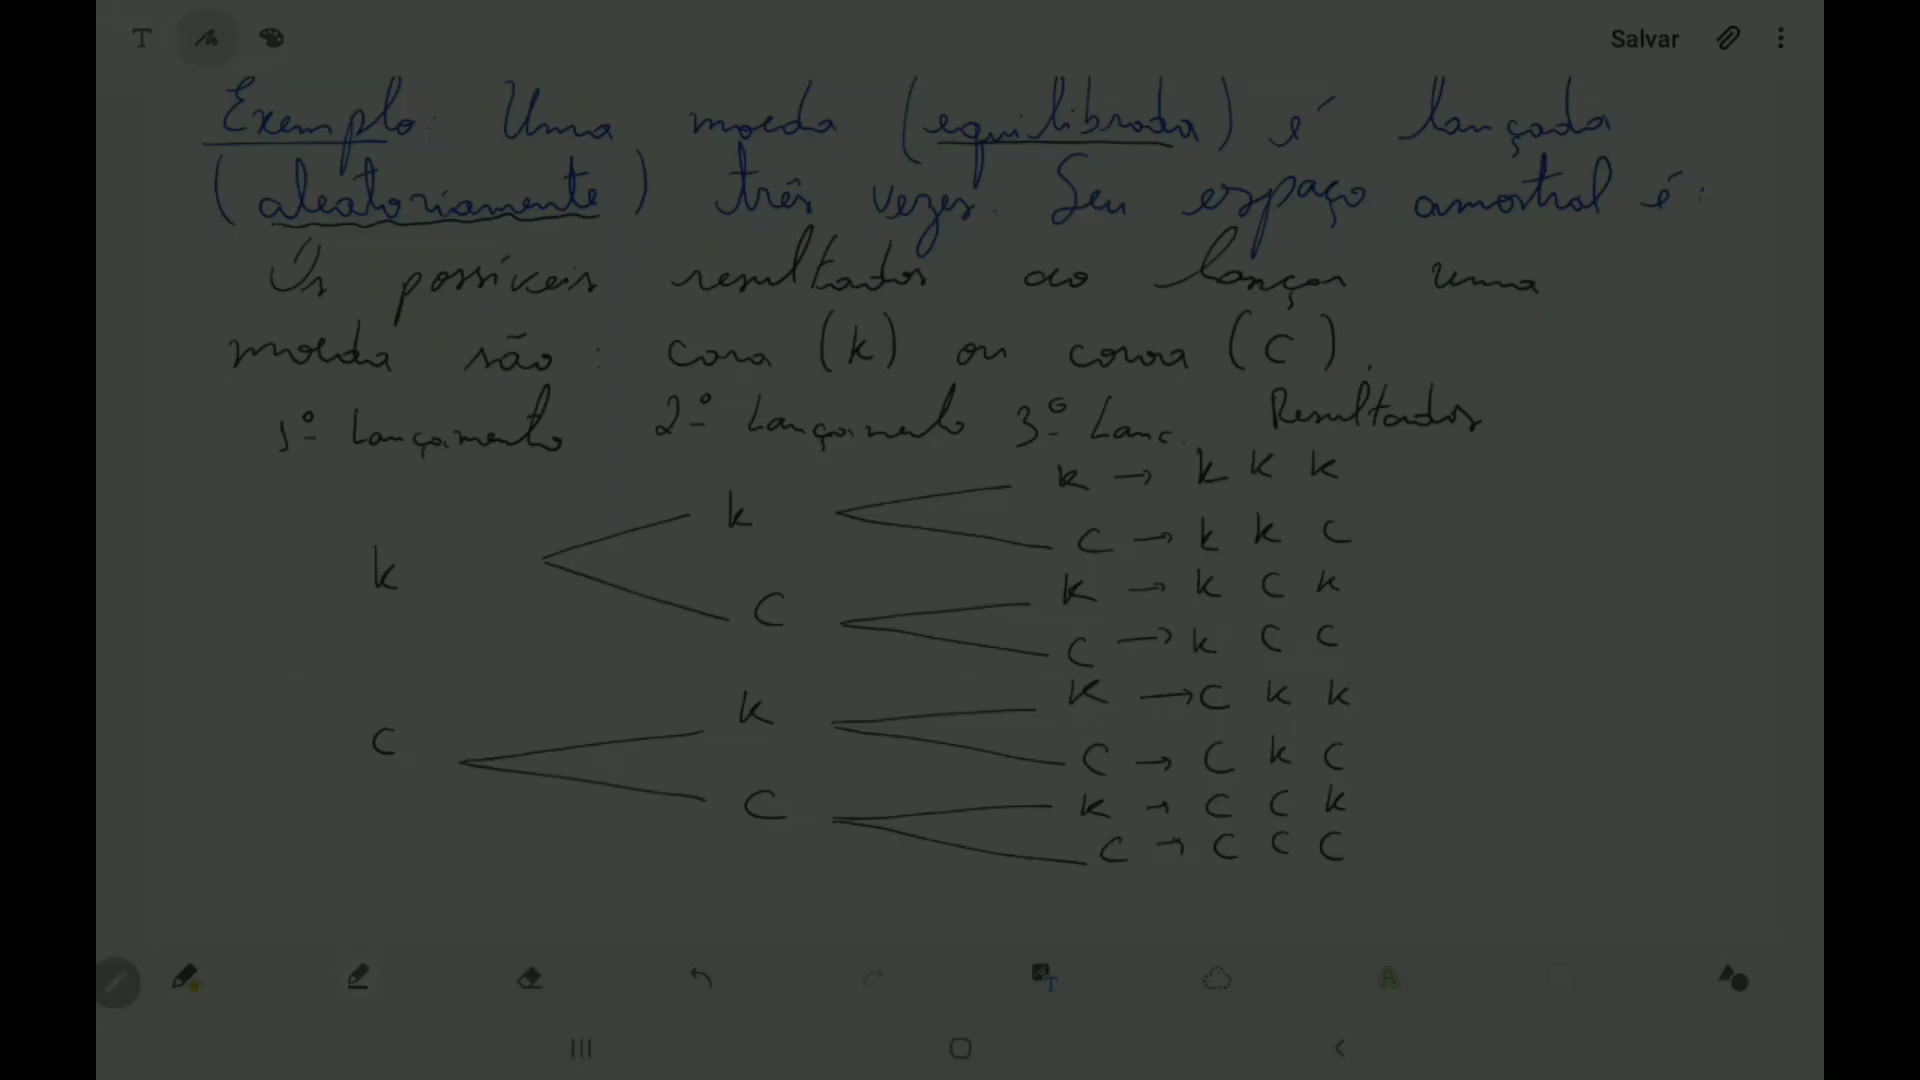 Salvar
Exemplo: Uma moeda (equilibrada) é lançada
(aleatoriamente) três vezes. Seu espaço amostral é:
Os possíveis resultados ao lançar uma
moeda são: cara (k) ou coroa (C).
1º Lançamento 2º Lançamento 3º Lanc. Resultados
k → k k k
k
C → k k C
k
k → k C k
C
C → k C C
k → C k k
k
C
C → C k C
C
k → C C k
C → C C C
T
A